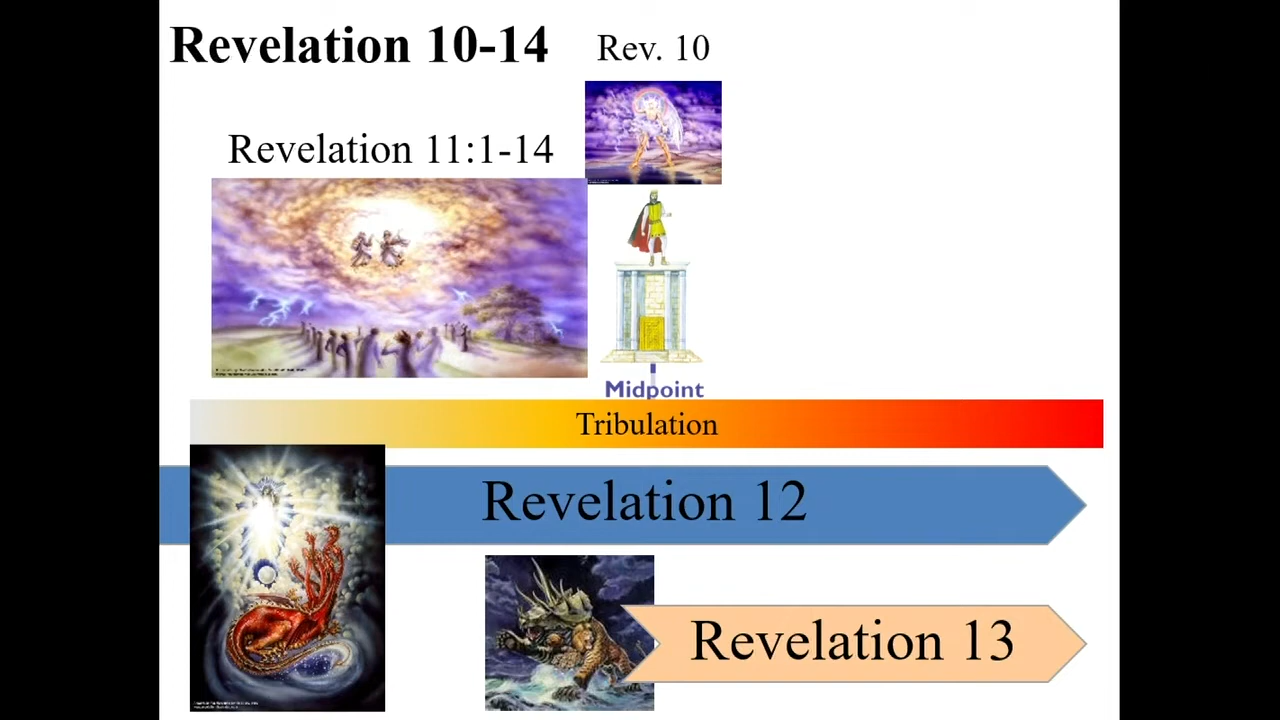 Revelation 10-14
Rev. 10
Revelation 11:1-14
Midpoint
Tribulation
Revelation 12
Revelation 13